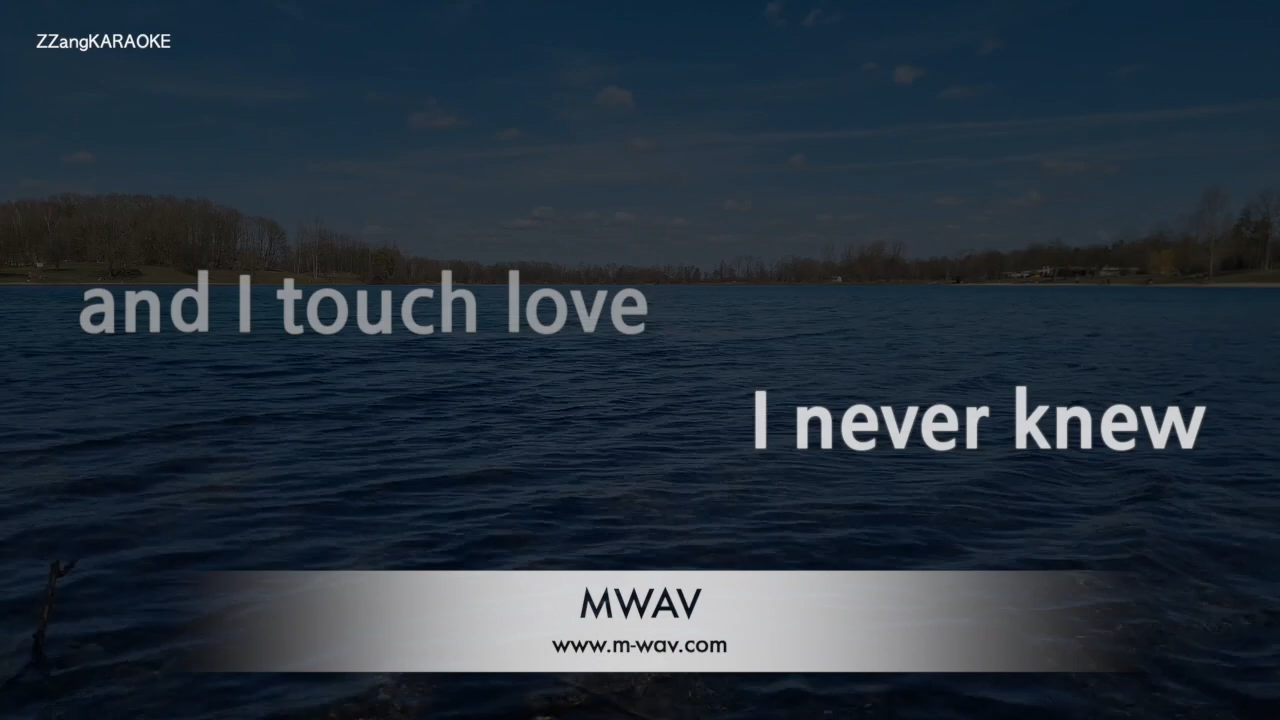 ZZangKARAOKE
and I touch love
I never knew
MWAV
www.m-wav.com